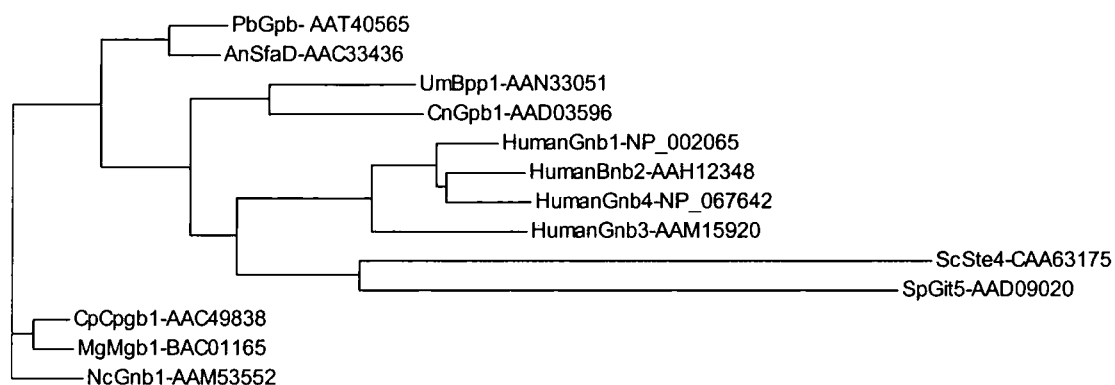 PbGpb- AAT40565
AnSfaD-AAC33436
UmBpp1-AAN33051
CnGpb1-AAD03596
HumanGnb1-NP_002065
HumanBnb2-AAH12348
HumanGnb4-NP_067642
HumanGnb3-AAM15920
ScSte4-CAA63175
SpGit5-AAD09020
CpCpgb1-AAC49838
MgMgb1-BAC01165
NcGnb1-AAM53552